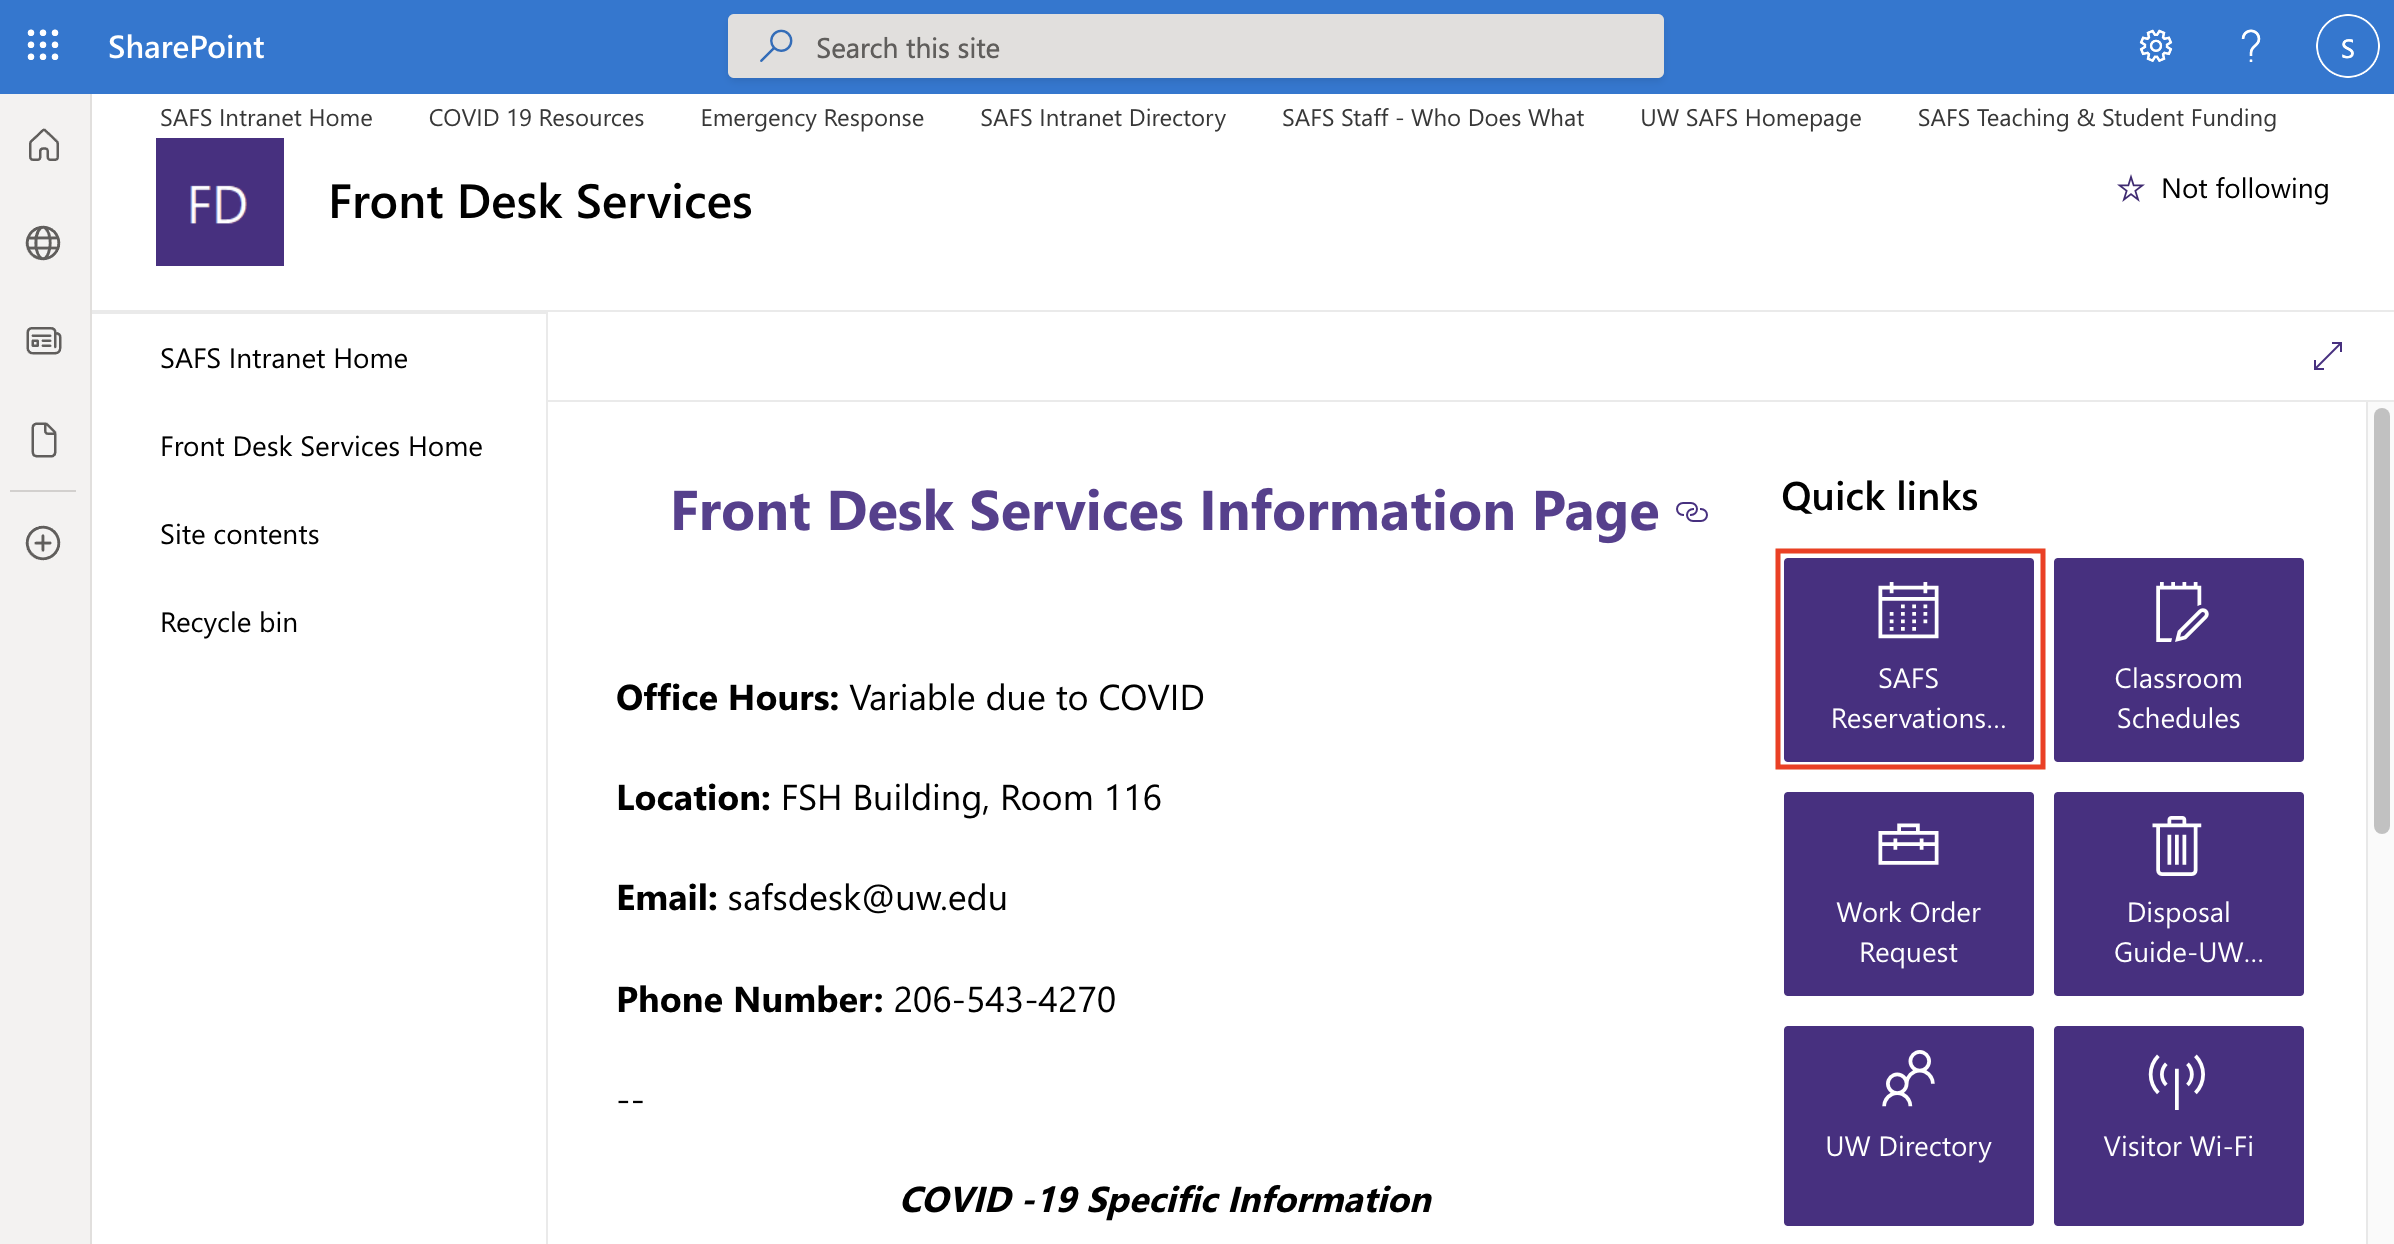 SharePoint
Search this site
S
SAFS Intranet Home
COVID 19 Resources
Emergency Response
SAFS Intranet Directory
SAFS Staff - Who Does What
UW SAFS Homepage
SAFS Teaching & Student Funding
FD
Front Desk Services
Not following
SAFS Intranet Home
Front Desk Services Home
Site contents
Recycle bin
Front Desk Services Information Page
Office Hours: Variable due to COVID
Location: FSH Building, Room 116
Email: safsdesk@uw.edu
Phone Number: 206-543-4270
--
COVID -19 Specific Information
Quick links
SAFS
Reservations...
Classroom
Schedules
Work Order
Request
Disposal
Guide-UW...
UW Directory
Visitor Wi-Fi